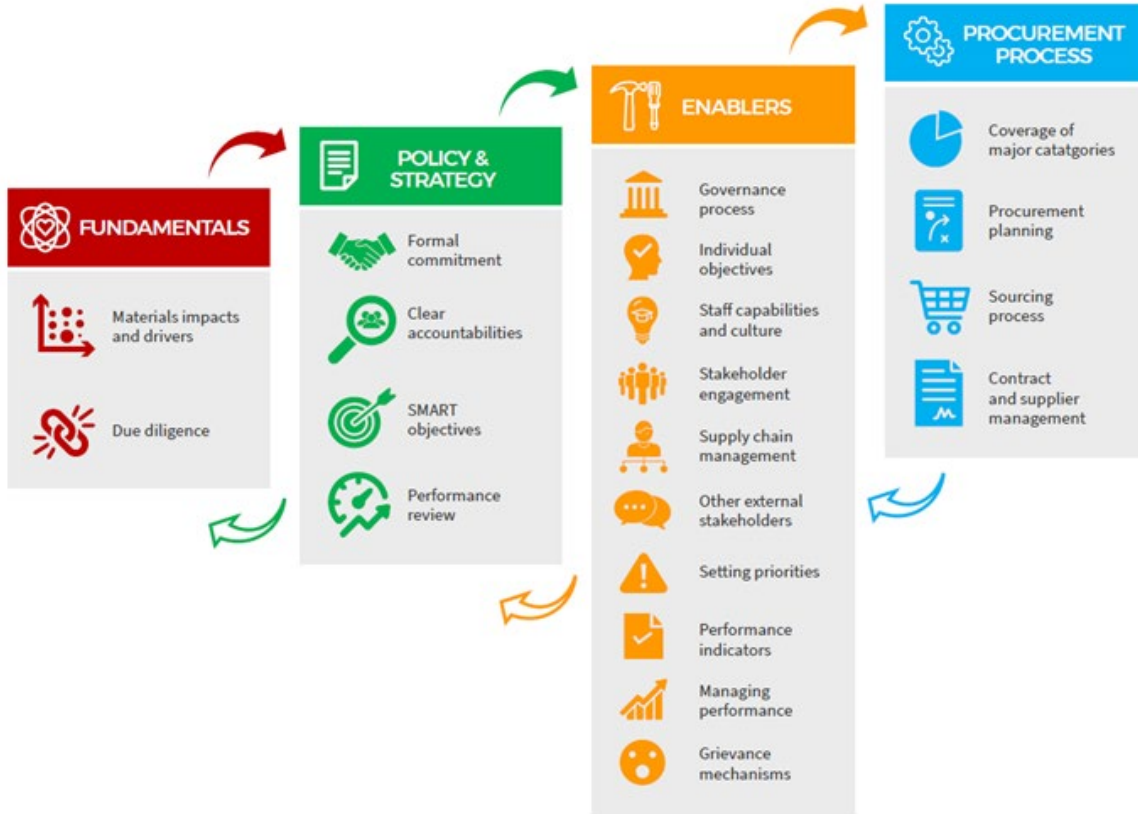 FUNDAMENTALS
Materials impacts
and drivers
Due diligence
POLICY &
STRATEGY
Formal
commitment
Clear
accountabilities
SMART
objectives
Performance
review
ENABLERS
Governance
process
Individual
objectives
Staff capabilities
and culture
Stakeholder
engagement
Supply chain
management
Other external
stakeholders
Setting priorities
Performance
indicators
Managing
performance
Grievance
mechanisms
PROCUREMENT
PROCESS
Coverage of
major catatgories
Procurement
planning
Sourcing
process
Contract
and supplier
management